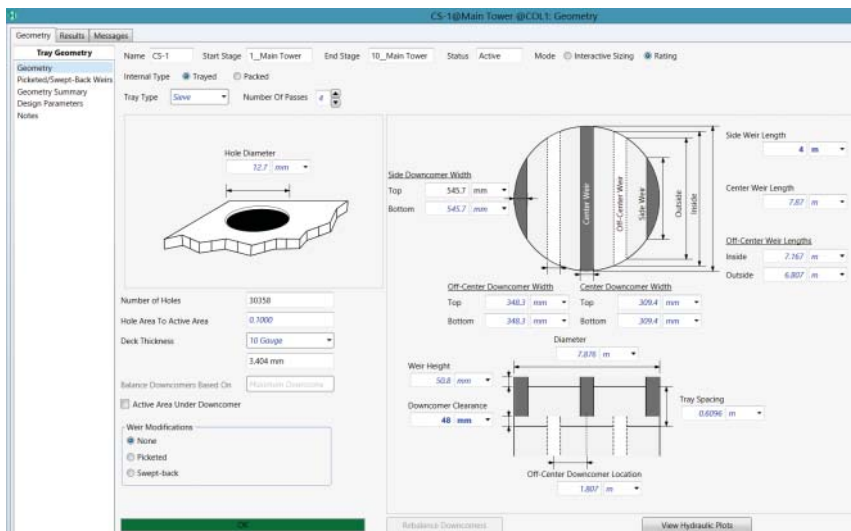 CS-1@Main Tower @COL1: Geometry
Geometry Results Messages
Tray Geometry
Geometry
Picketed/Swept-Back Weirs
Geometry Summary
Design Parameters
Notes
Name CS-1 Start Stage 1__Main Tower End Stage 10__Main Tower Status Active Mode Interactive Sizing Rating
Internal Type Trayed Packed
Tray Type Sieve Number Of Passes 4
Hole Diameter
12.7 mm
Number of Holes 30358
Hole Area To Active Area 0.1000
Deck Thickness 10 Gauge
3.404 mm
Balance Downcomers Based On Maximum Downcome
Active Area Under Downcomer
Weir Modifications
None
Picketed
Swept-back
OK
Side Downcomer Width
Top 545.7 mm
Bottom 545.7 mm
Center Weir
Off-Center Weir
Side Weir
Outside
Inside
Side Weir Length
4 m
Center Weir Length
7.87 m
Off-Center Weir Lengths
Inside 7.167 m
Outside 6.807 m
Off-Center Downcomer Width Center Downcomer Width
Top 348.3 mm Top 309.4 mm
Bottom 348.3 mm Bottom 309.4 mm
Diameter
7.876 m
Weir Height
50.8 mm
Downcomer Clearance
48 mm
Tray Spacing
0.6096 m
Off-Center Downcomer Location
1.807 m
Rebalance Downcomers View Hydraulic Plots